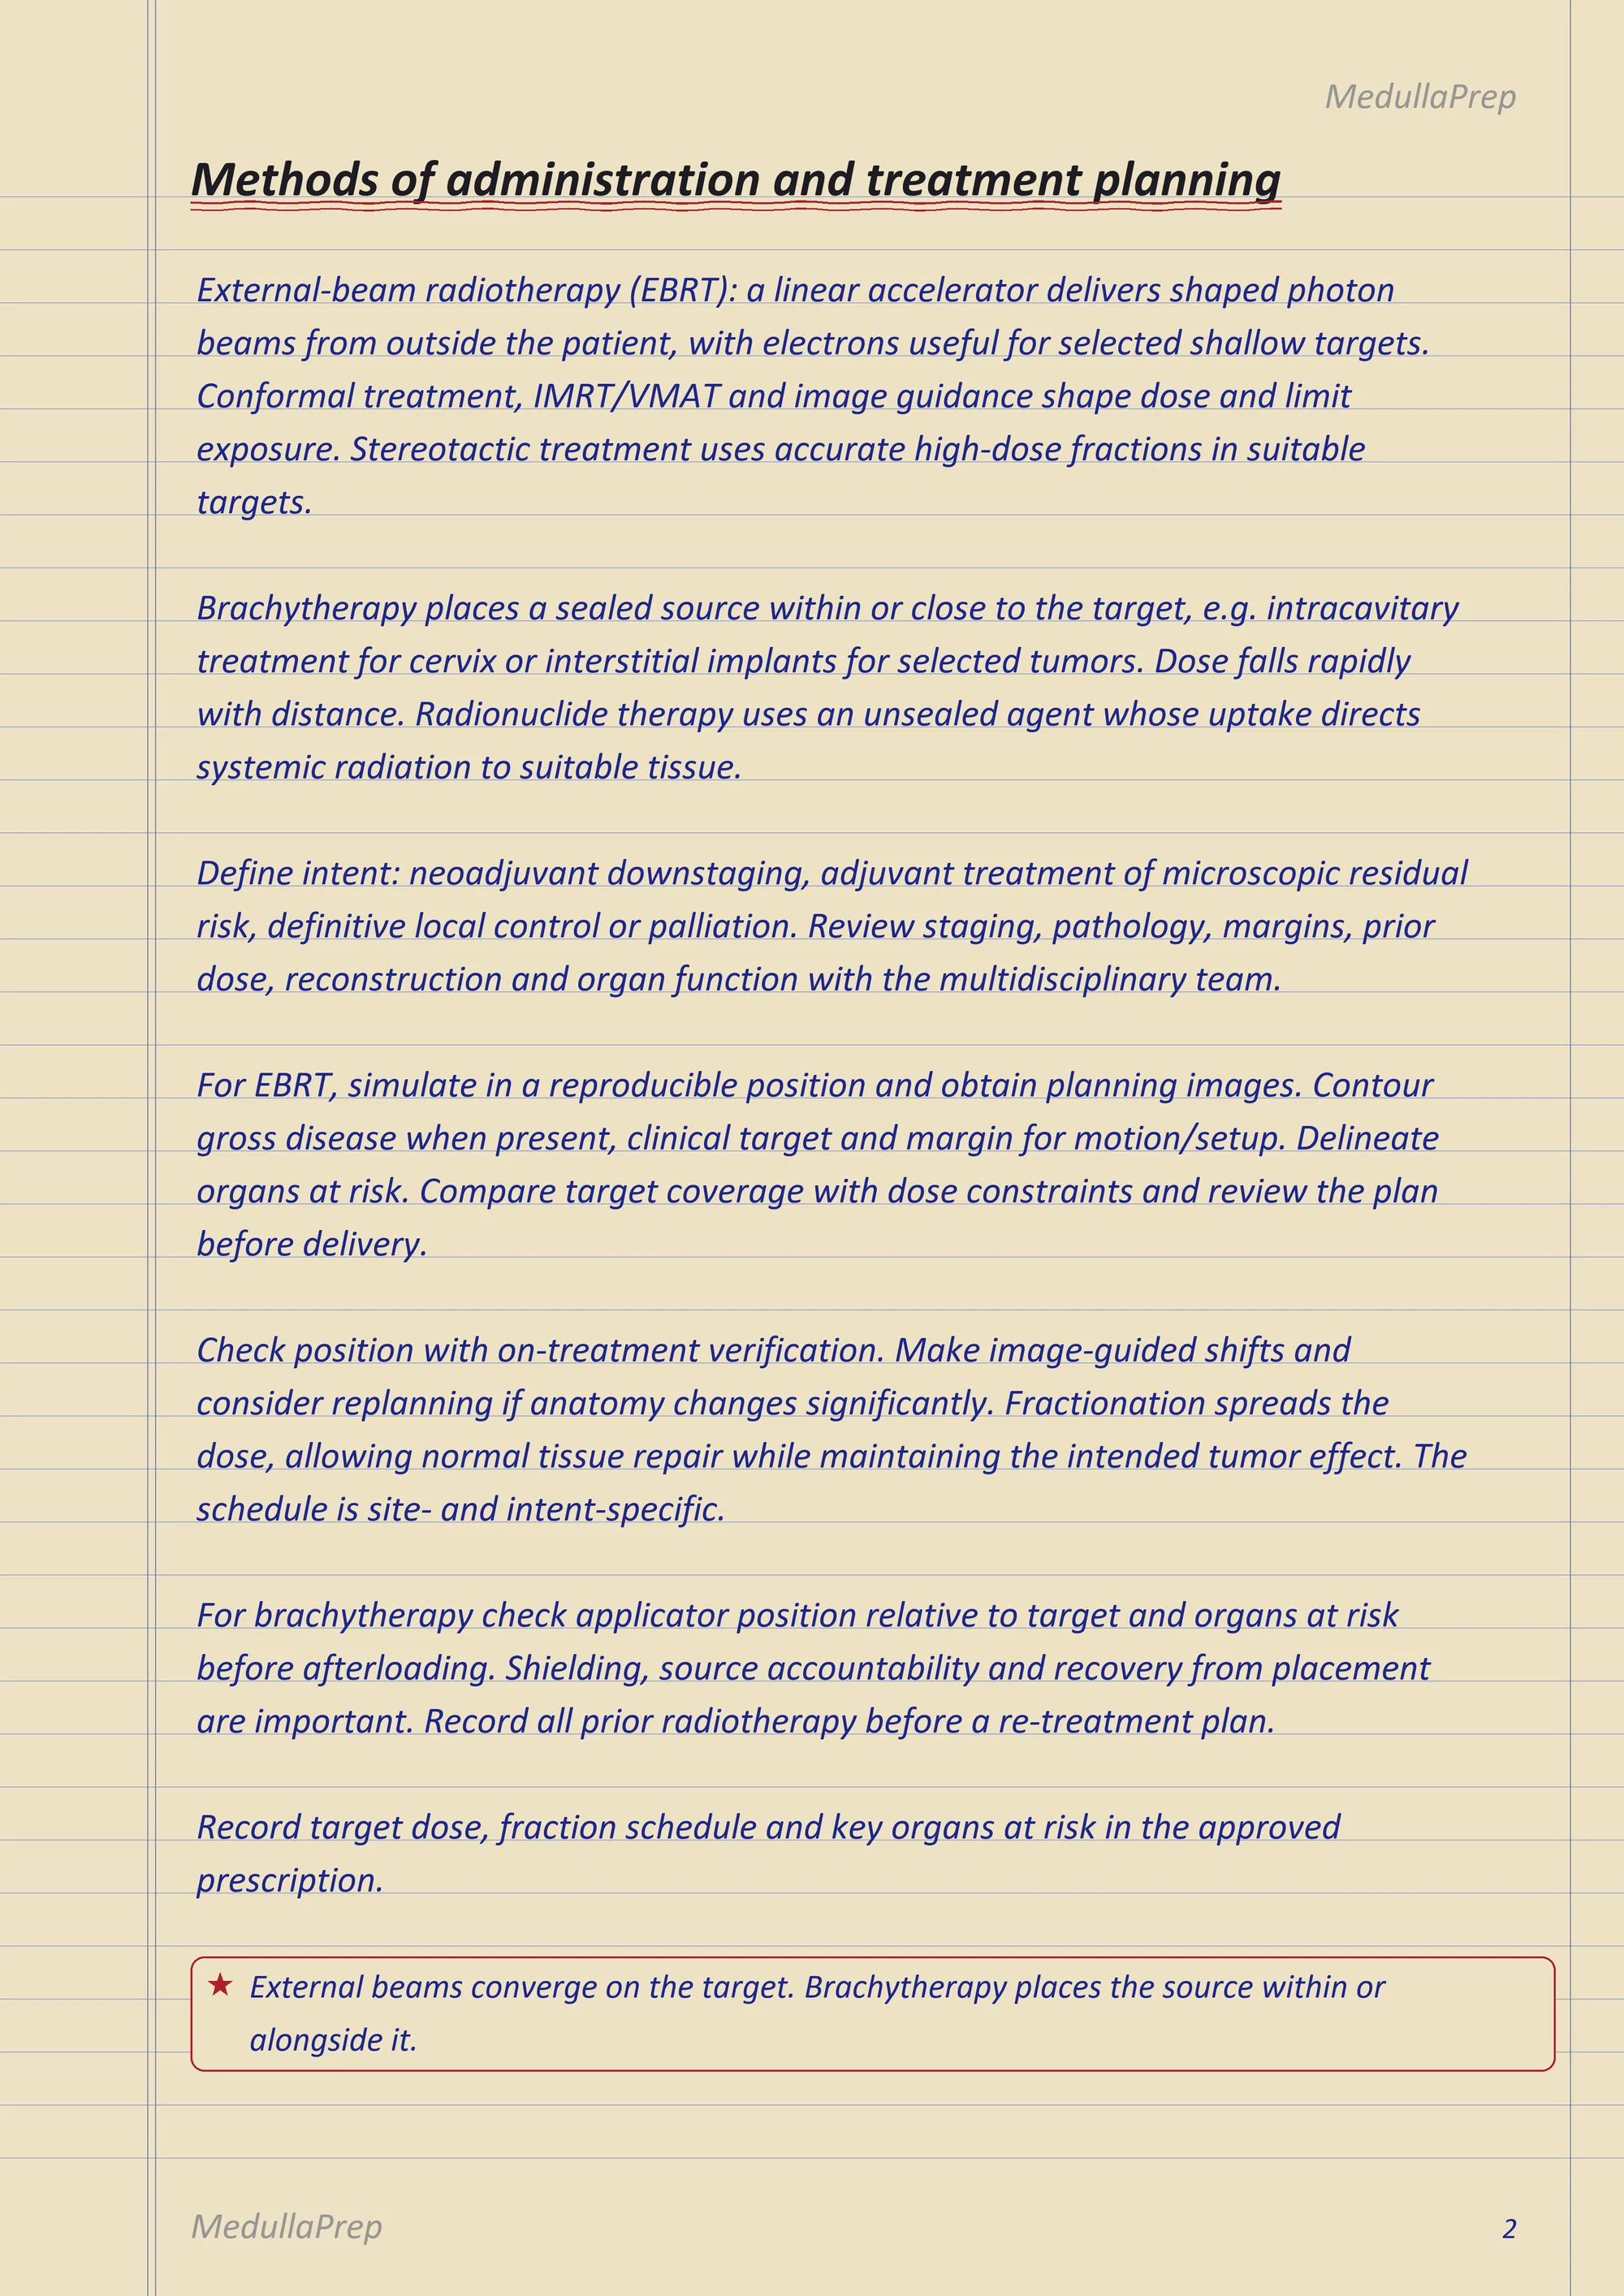 MedullaPrep
Methods of administration and treatment planning
External-beam radiotherapy (EBRT): a linear accelerator delivers shaped photon
beams from outside the patient, with electrons useful for selected shallow targets.
Conformal treatment, IMRT/VMAT and image guidance shape dose and limit
exposure. Stereotactic treatment uses accurate high-dose fractions in suitable
targets.
Brachytherapy places a sealed source within or close to the target, e.g. intracavitary
treatment for cervix or interstitial implants for selected tumors. Dose falls rapidly
with distance. Radionuclide therapy uses an unsealed agent whose uptake directs
systemic radiation to suitable tissue.
Define intent: neoadjuvant downstaging, adjuvant treatment of microscopic residual
risk, definitive local control or palliation. Review staging, pathology, margins, prior
dose, reconstruction and organ function with the multidisciplinary team.
For EBRT, simulate in a reproducible position and obtain planning images. Contour
gross disease when present, clinical target and margin for motion/setup. Delineate
organs at risk. Compare target coverage with dose constraints and review the plan
before delivery.
Check position with on-treatment verification. Make image-guided shifts and
consider replanning if anatomy changes significantly. Fractionation spreads the
dose, allowing normal tissue repair while maintaining the intended tumor effect. The
schedule is site- and intent-specific.
For brachytherapy check applicator position relative to target and organs at risk
before afterloading. Shielding, source accountability and recovery from placement
are important. Record all prior radiotherapy before a re-treatment plan.
Record target dose, fraction schedule and key organs at risk in the approved
prescription.
★ External beams converge on the target. Brachytherapy places the source within or
alongside it.
MedullaPrep
2